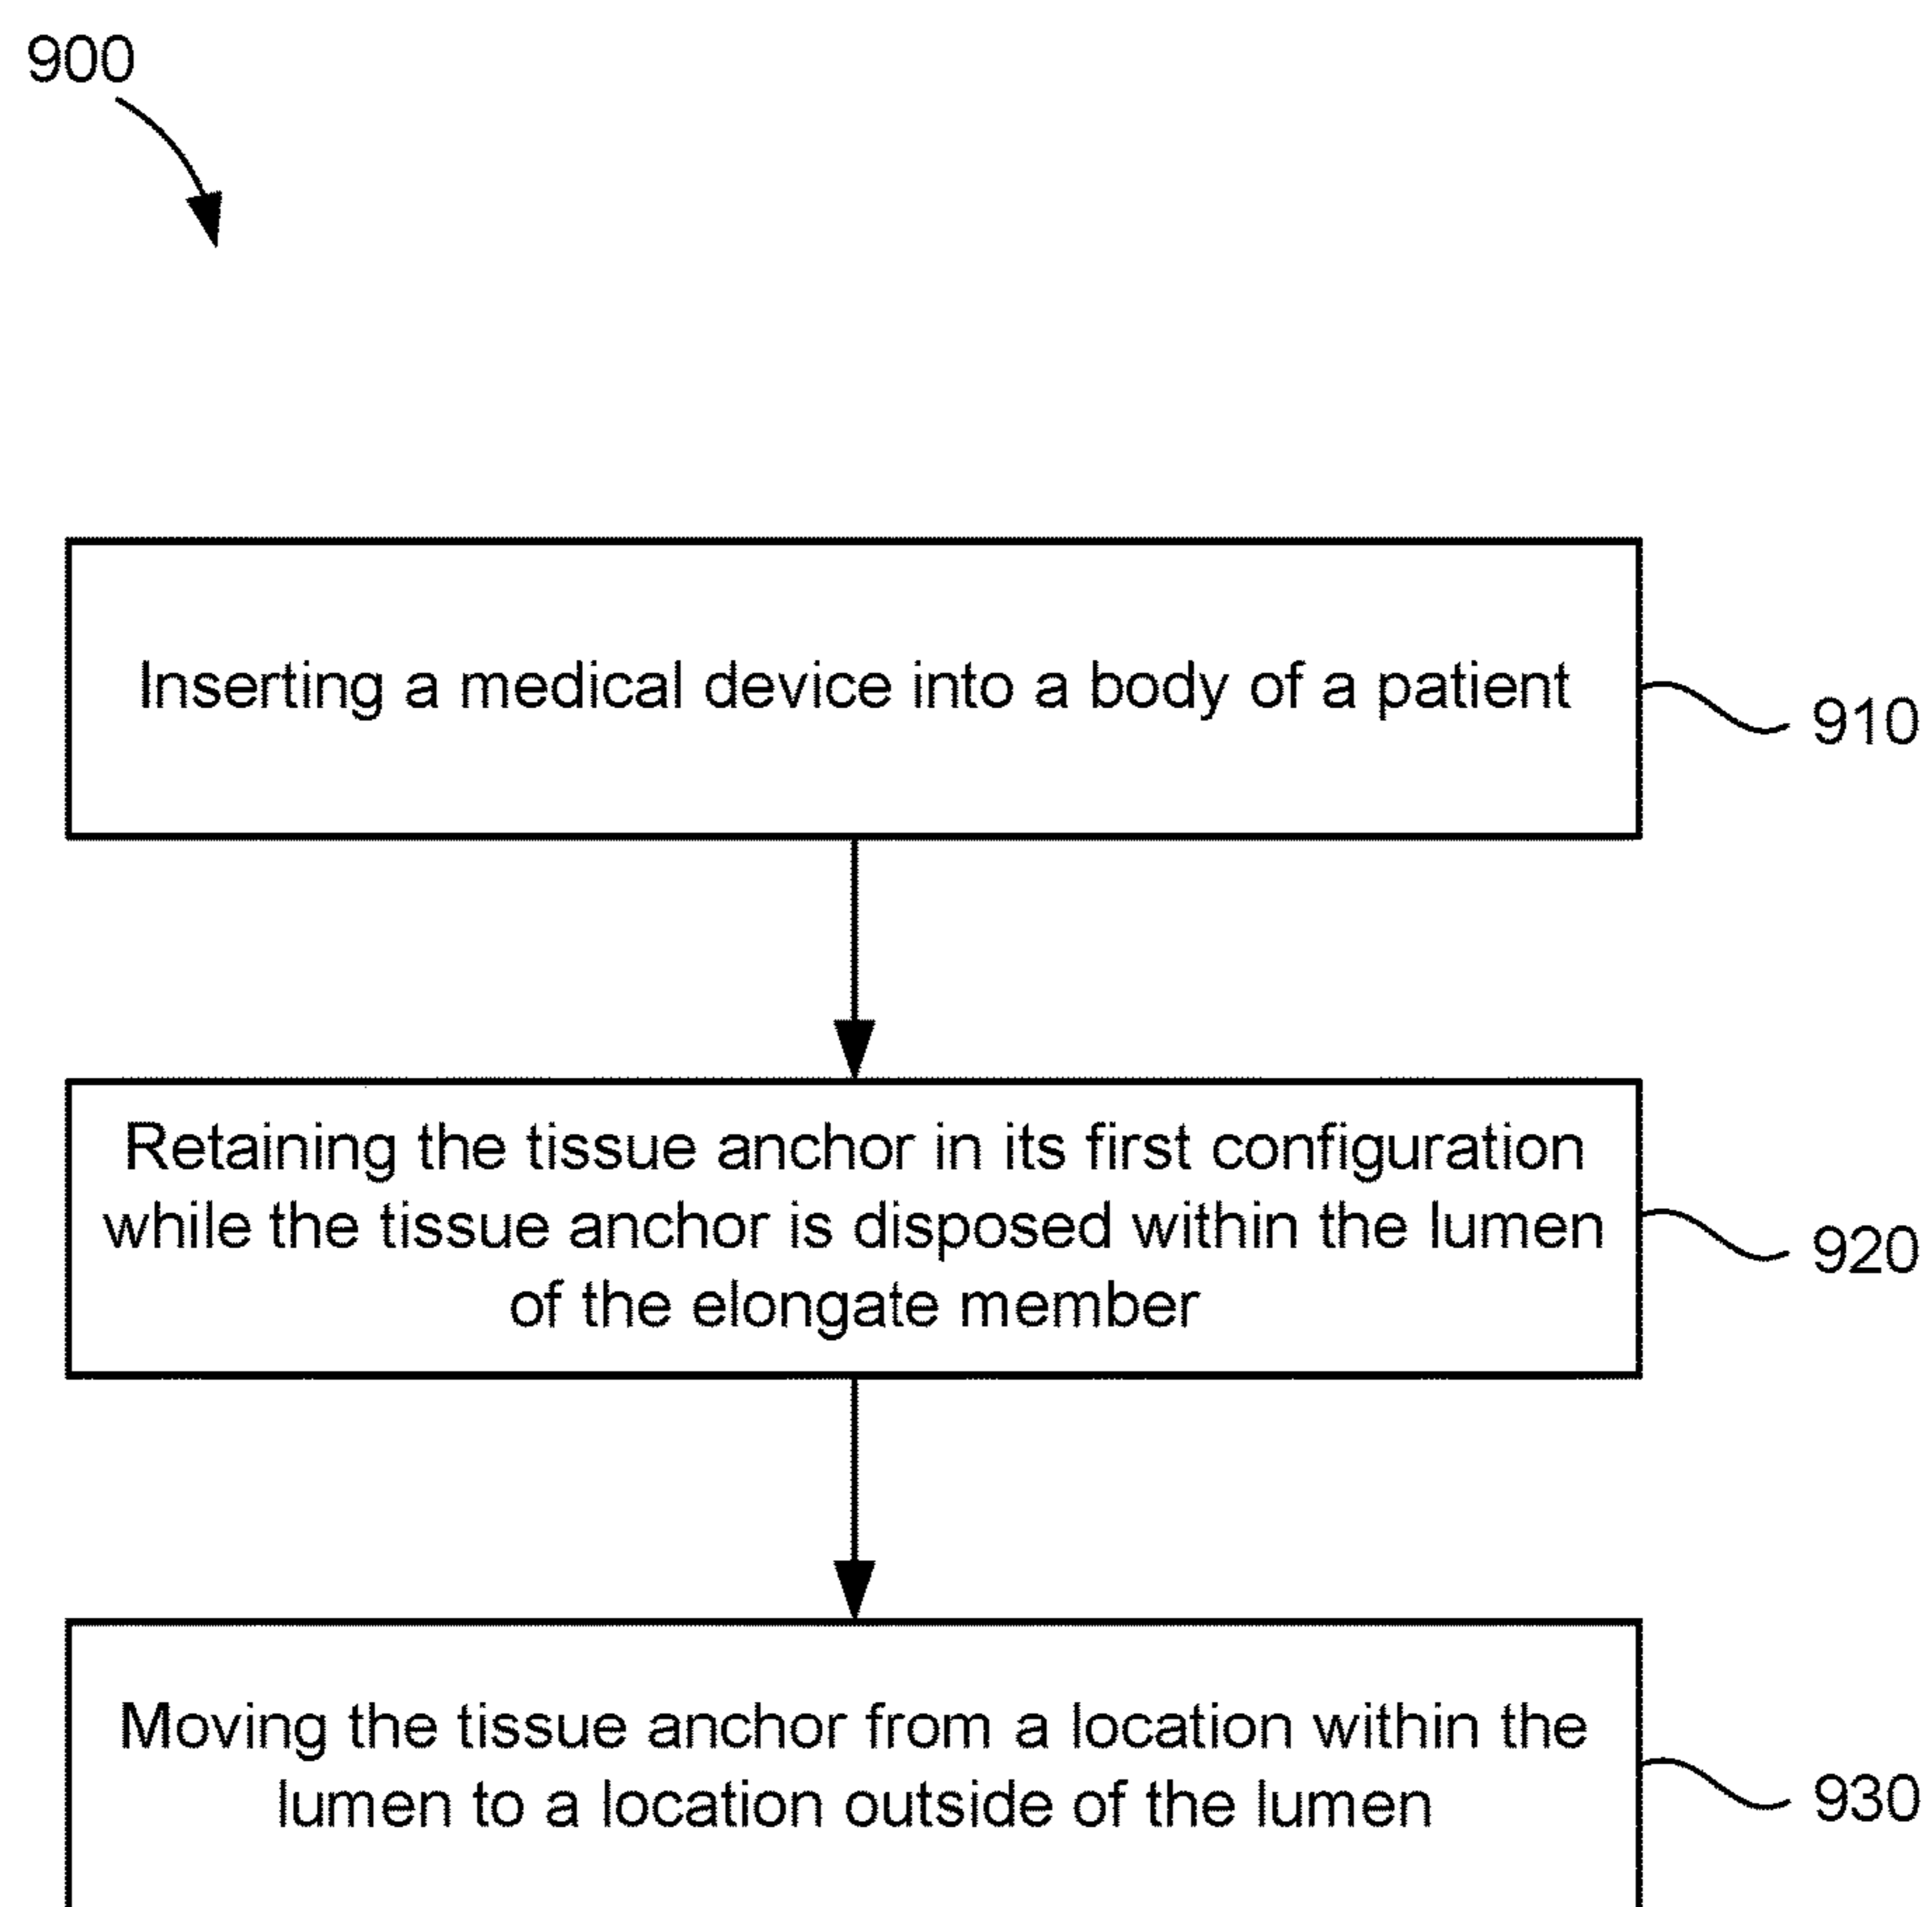 900
Inserting a medical device into a body of a patient
910
Retaining the tissue anchor in its first configuration
while the tissue anchor is disposed within the lumen
of the elongate member
920
Moving the tissue anchor from a location within the
lumen to a location outside of the lumen
930